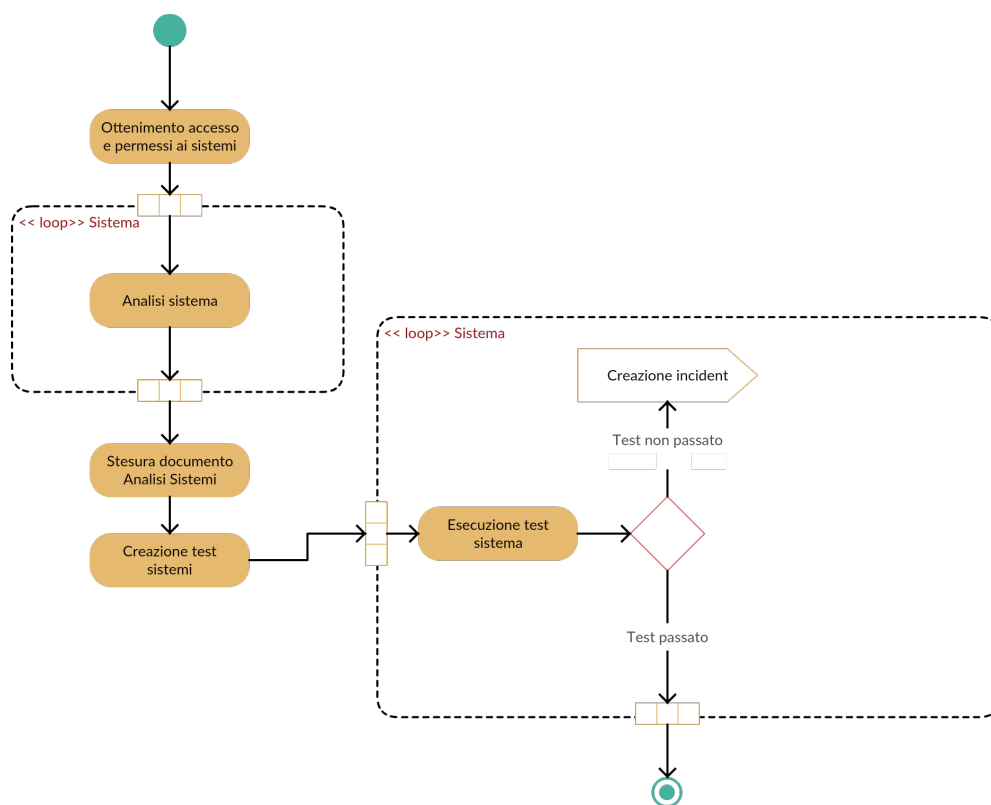 Ottenimento accesso
e permessi ai sistemi
<< loop>> Sistema
Analisi sistema
Stesura documento
Analisi Sistemi
Creazione test
sistemi
<< loop>> Sistema
Creazione incident
Test non passato
Esecuzione test
sistema
Test passato